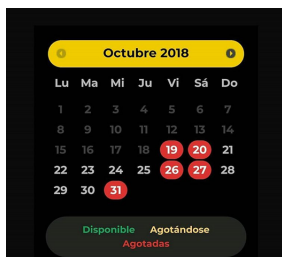 Octubre 2018
Lu Ma Mi Ju Vi Sá Do
1 2 3 4 5 6 7
8 9 10 11 12 13 14
15 16 17 18 19 20 21
22 23 24 25 26 27 28
29 30 31
Disponible Agotándose
Agotadas